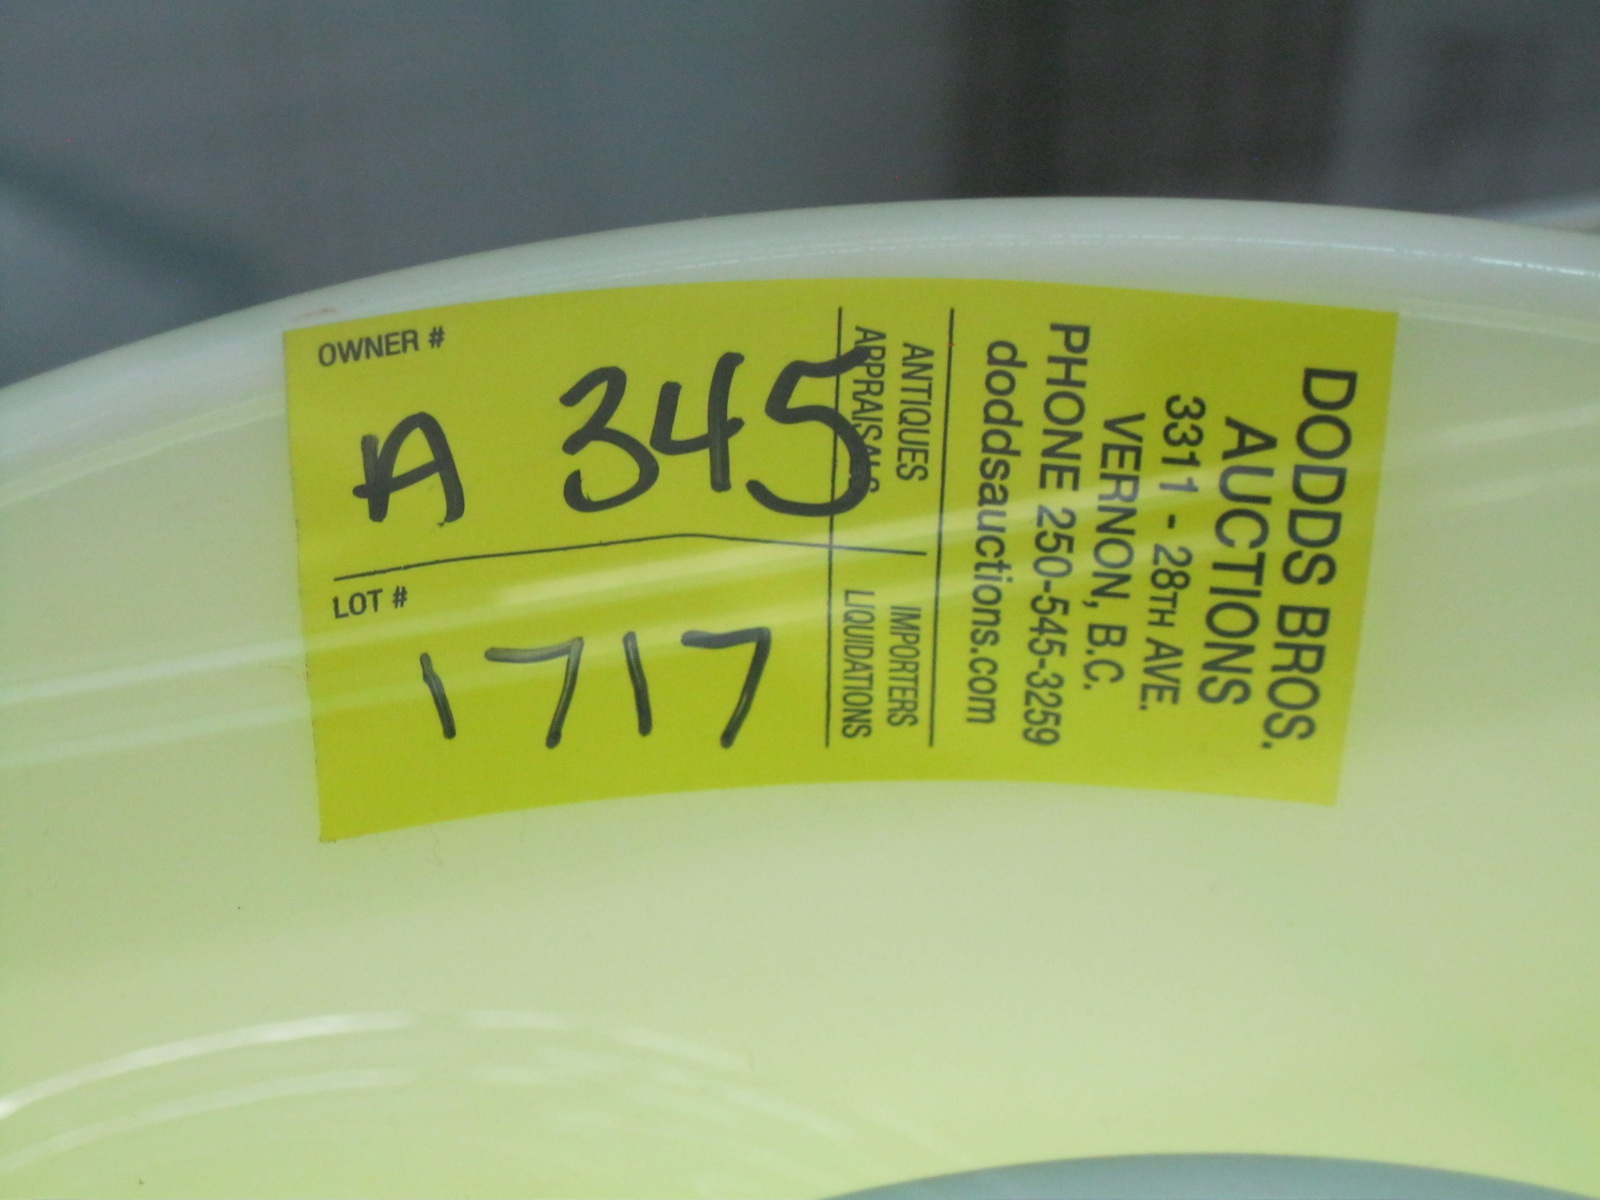 DODDS BROS.
AUCTIONS
3311 - 28TH AVE.
VERNON, B.C.
PHONE 250-545-3259
doddsauctions.com
ANTIQUES
APPRAISALS
IMPORTERS
LIQUIDATIONS
OWNER #
A 345
LOT #
1717